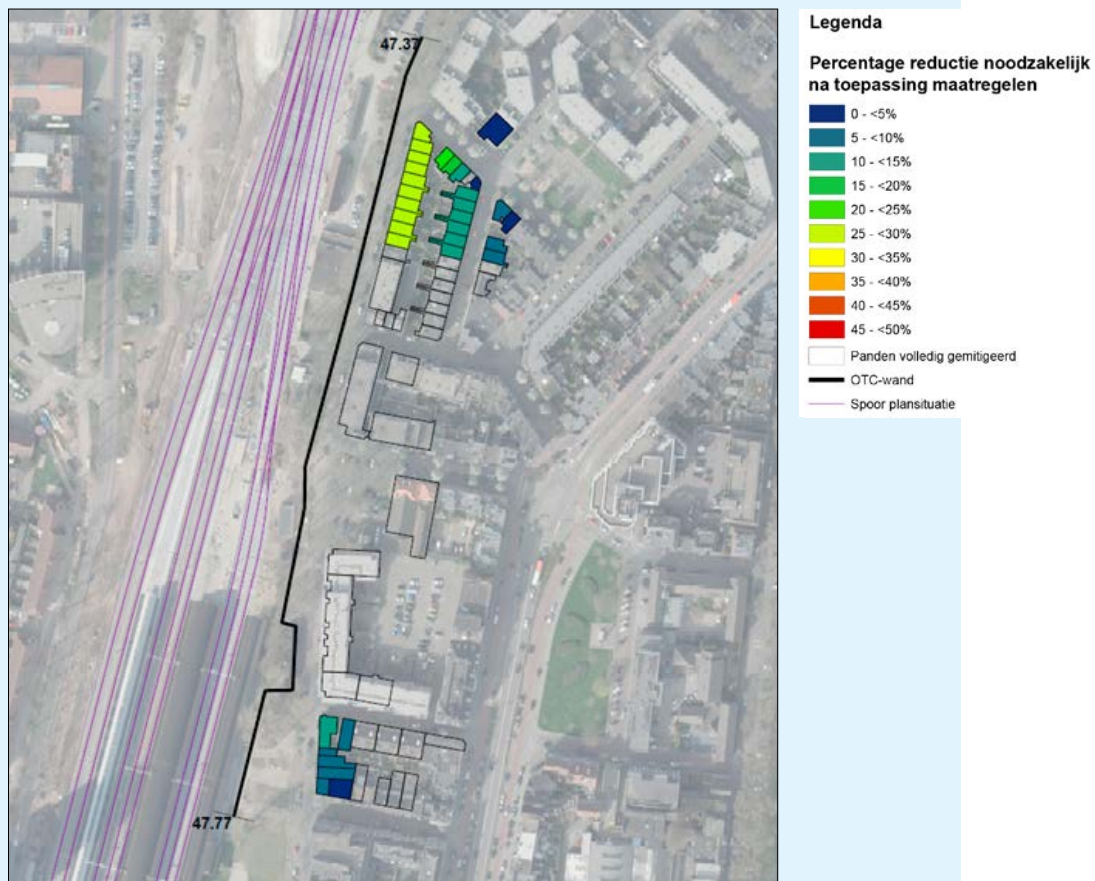 47.37
47.77
Legenda
Percentage reductie noodzakelijk
na toepassing maatregelen
0 - <5%
5 - <10%
10 - <15%
15 - <20%
20 - <25%
25 - <30%
30 - <35%
35 - <40%
40 - <45%
45 - <50%
Panden volledig gemitigeerd
OTC-wand
Spoor plansituatie